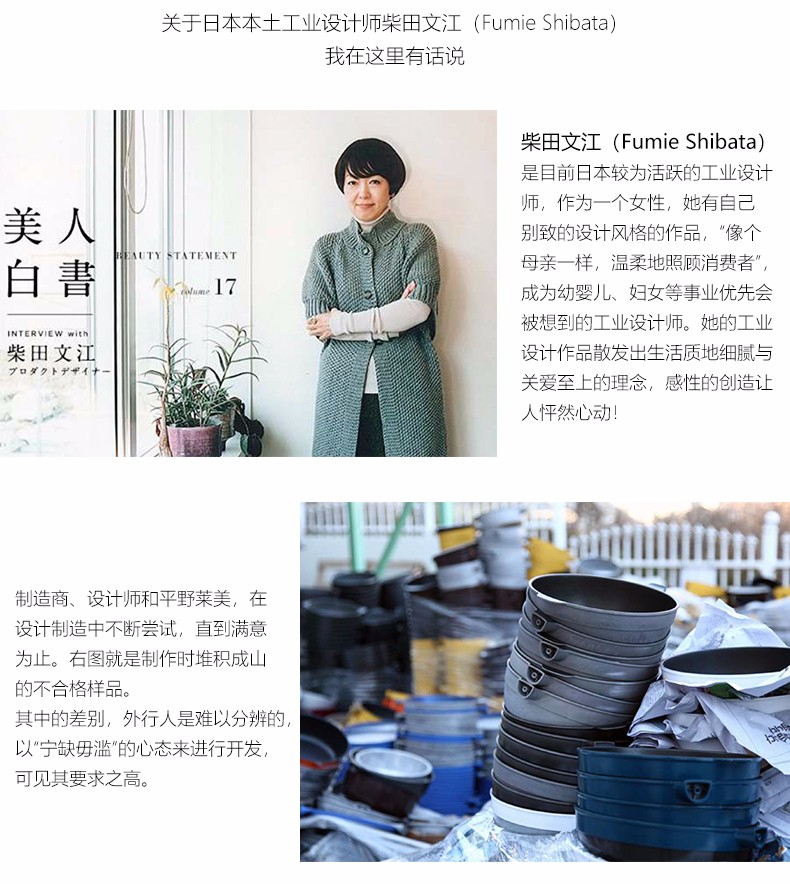 关于日本本土工业设计师柴田文江（Fumie Shibata）
我在这里有话说
美人
白書
BEAUTY STATEMENT
volume 17
INTERVIEW with
柴田文江
プロダクトデザイナー
柴田文江（Fumie Shibata）
是目前日本较为活跃的工业设计
师，作为一个女性，她有自己
别致的设计风格的作品，“像个
母亲一样，温柔地照顾消费者”，
成为幼婴儿、妇女等事业优先会
被想到的工业设计师。她的工业
设计作品散发出生活质地细腻与
关爱至上的理念，感性的创造让
人怦然心动！
制造商、设计师和平野莱美，在
设计制造中不断尝试，直到满意
为止。右图就是制作时堆积成山
的不合格样品。
其中的差别，外行人是难以分辨的，
以“宁缺毋滥”的心态来进行开发，
可见其要求之高。